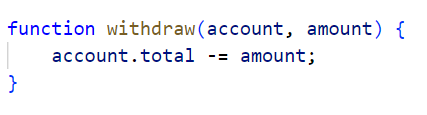 function withdraw(account, amount) {
    account.total -= amount;
}